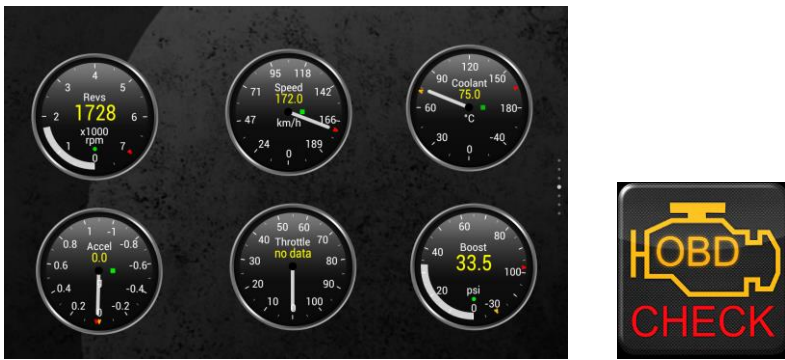 4
3 5
Revs
1728
2 6
x1000
rpm
1 7
0
95 118
Speed
71 142
172.0
47 km/h 166
24 189
0
120
90 150
Coolant
75.0
60 180
°C
30 -40
0
1 -1
0.8 -0.8
Accel
0.0
0.6 -0.6
0.4 -0.4
0.2 0 -0.2
50 60
40 Throttle 70
no data
30 80
20 90
10 0 100
60
40 80
Boost
33.5
100
20 psi
0 -30
OBD
CHECK